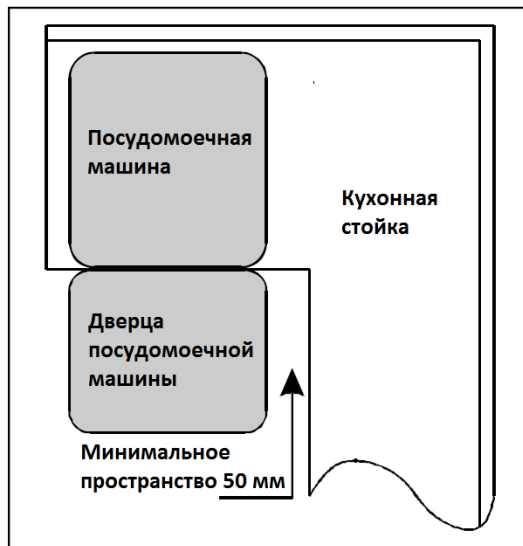 Посудомоечная
машина
Кухонная
стойка
Дверца
посудомоечной
машины
Минимальное
пространство 50 мм